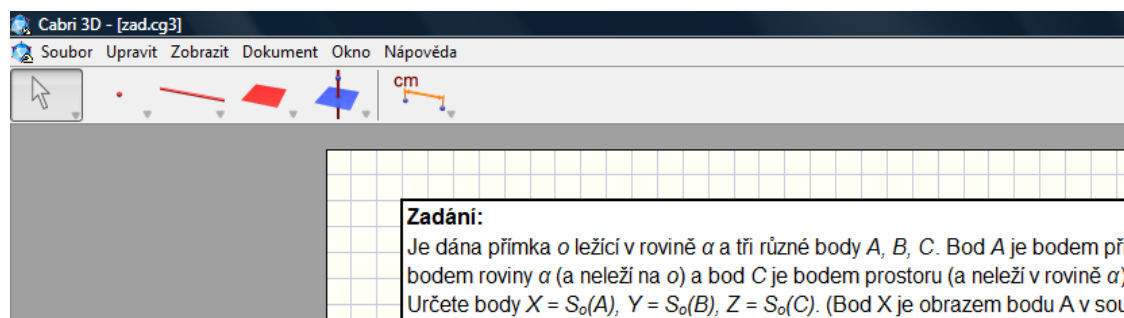 Cabri 3D - [zad.cg3]
Soubor Upravit Zobrazit Dokument Okno Nápověda
cm
Zadání:
Je dána přímka o ležící v rovině α a tři různé body A, B, C. Bod A je bodem
bodem roviny α (a neleží na o) a bod C je bodem prostoru (a neleží v rovině α)
Určete body X = Sₒ(A), Y = Sₒ(B), Z = Sₒ(C). (Bod X je obrazem bodu A v